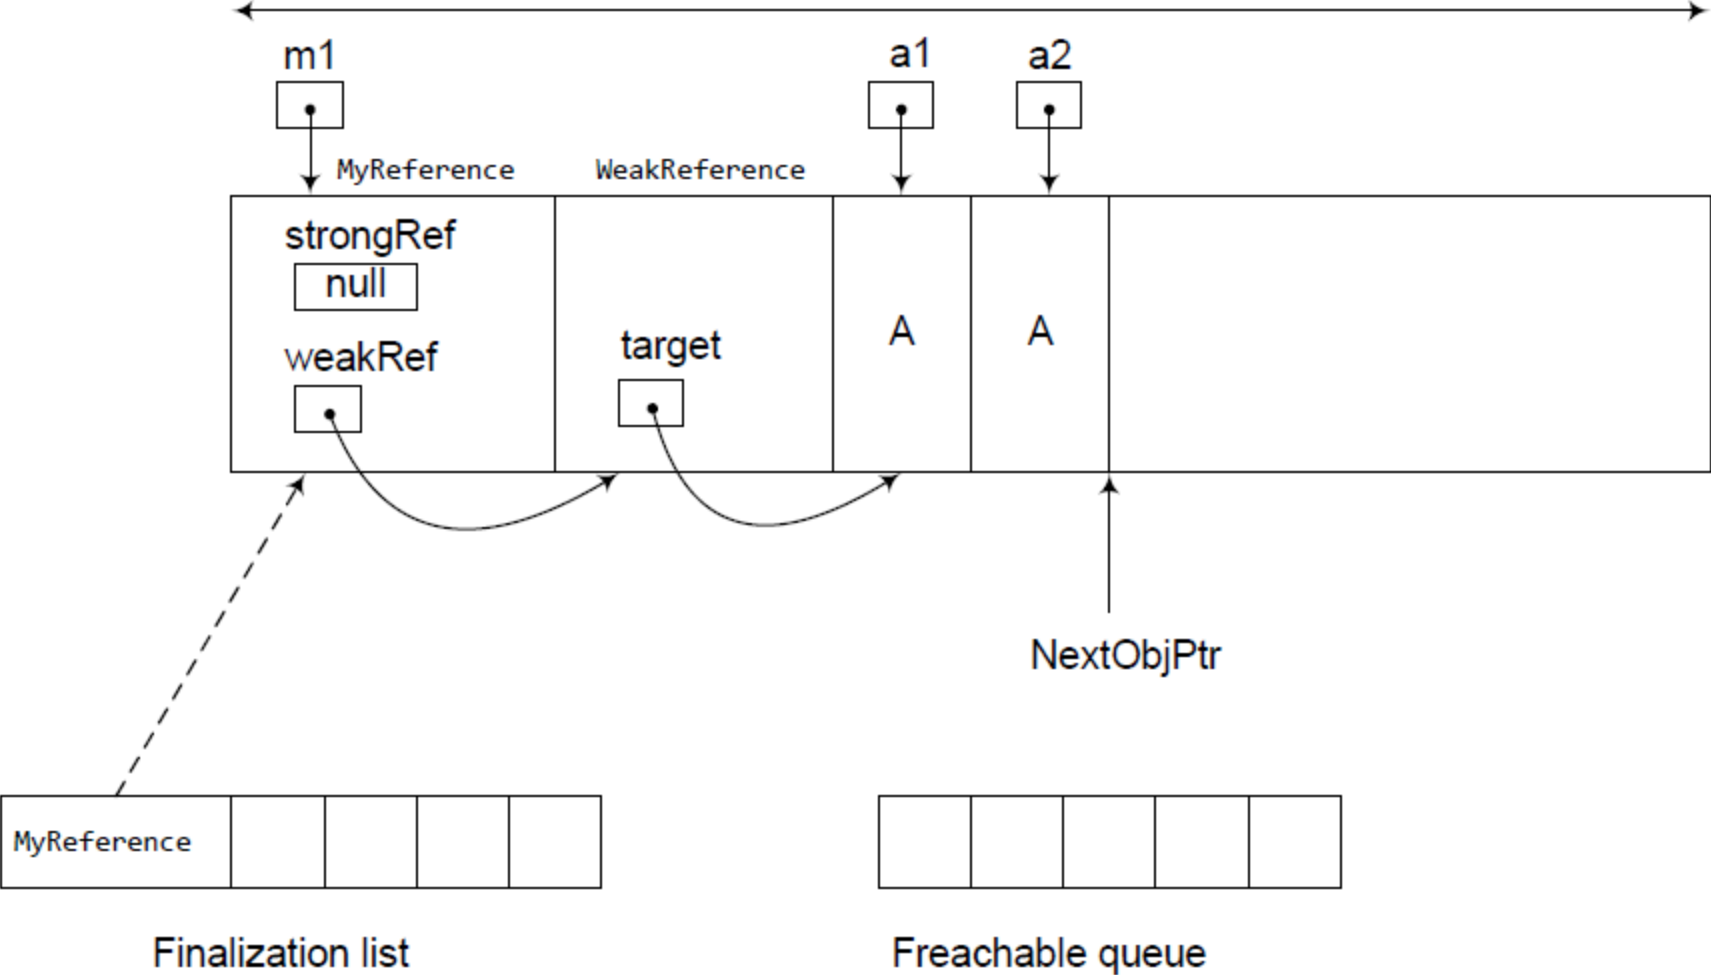 m1
a1
a2
MyReference
WeakReference
strongRef
null
weakRef
target
A
A
NextObjPtr
MyReference
Finalization list
Freachable queue